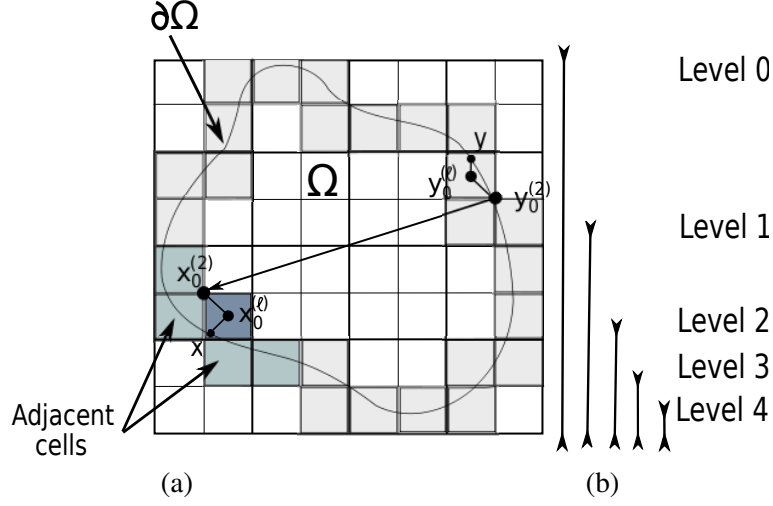 ∂Ω
Level 0
y
Ω
y₀⁽ℓ⁾
y₀⁽²⁾
Level 1
x₀⁽²⁾
x₀⁽ℓ⁾
Level 2
x
Level 3
Adjacent
cells
Level 4
(a)
(b)